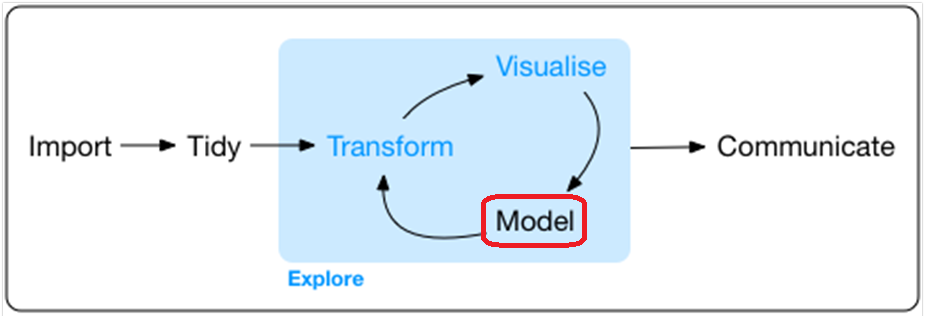 Visualise
Import
Tidy
Transform
Communicate
Model
Explore